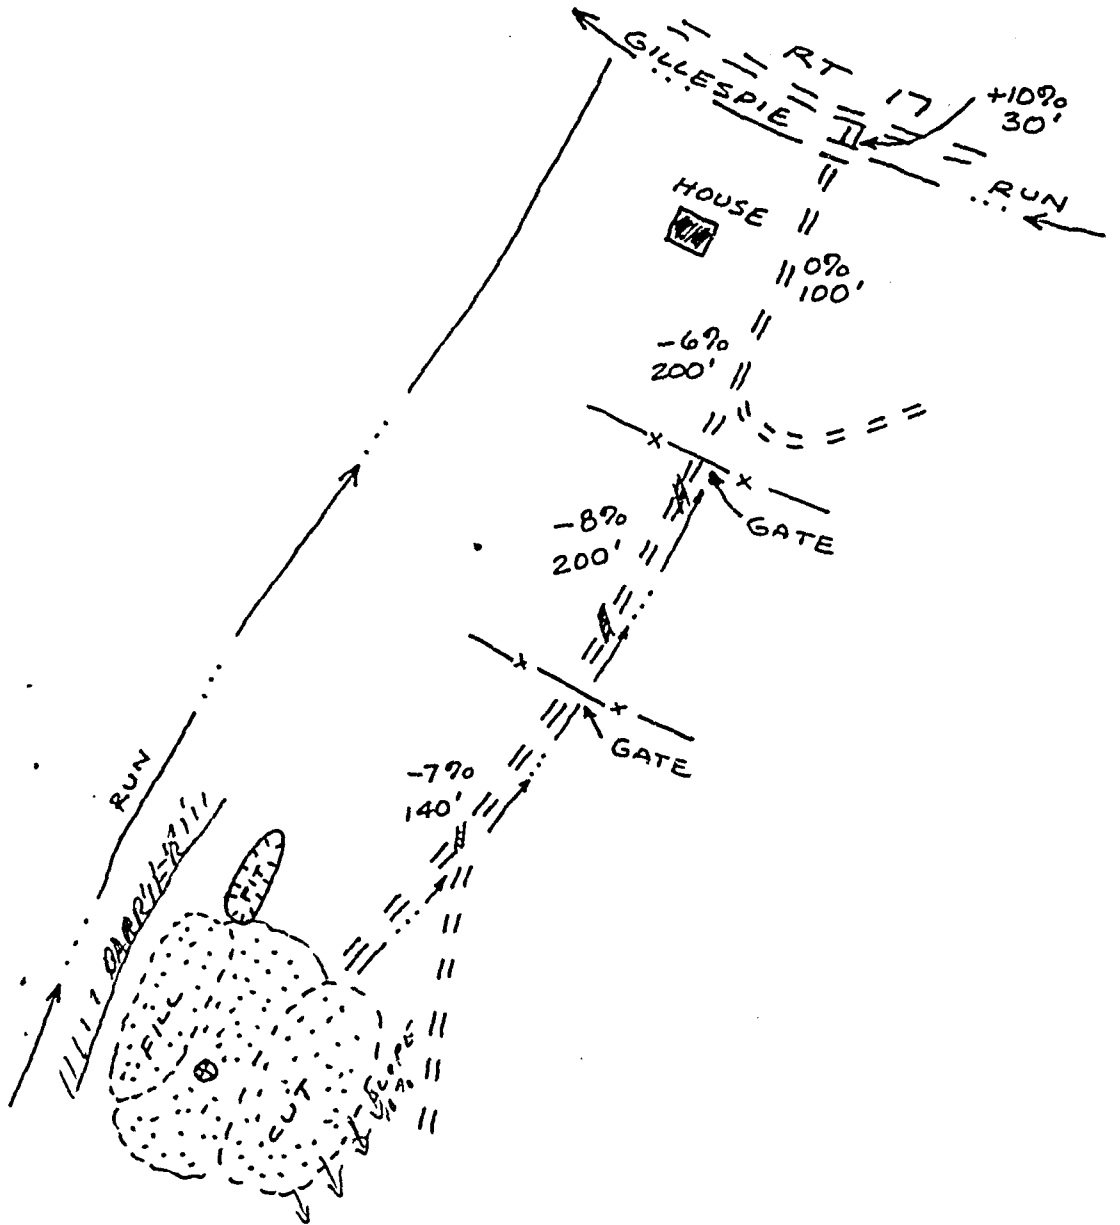 RT 17
GILLESPIE RUN
+10%
30'
HOUSE
0%
100'
-6%
200'
GATE
-8%
200'
GATE
-7%
140'
RUN
BARRIER
PIT
FILL
CUT
SLOPE